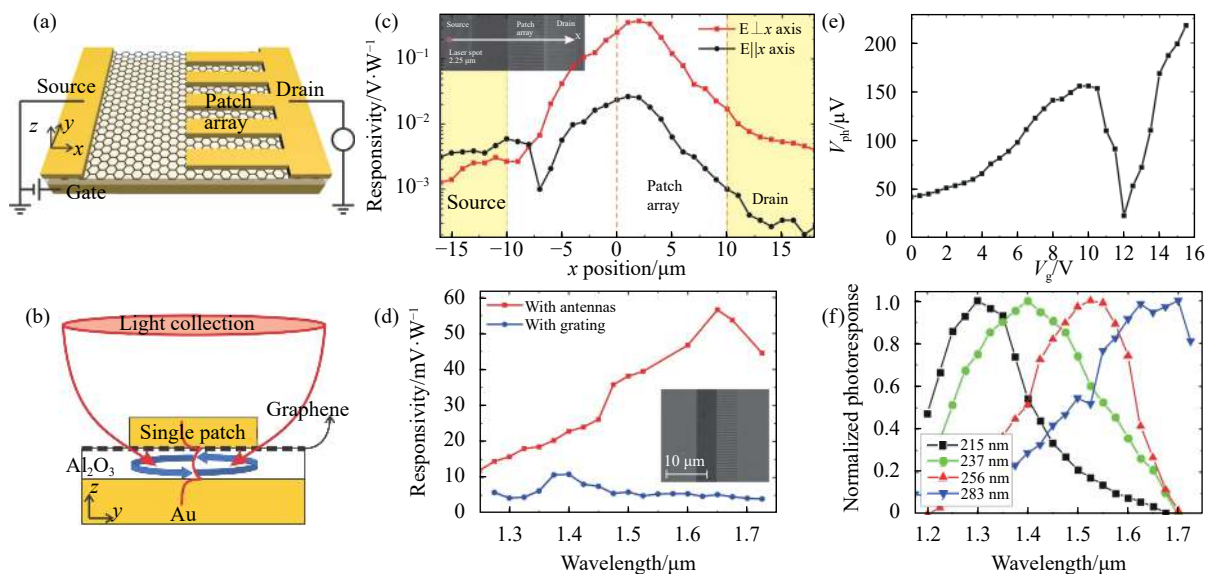 (a)
Source
Drain
Patch
array
z
y
x
Gate
(b)
Light collection
Graphene
Single patch
Al₂O₃
z
y
Au
(c)
Responsivity/V·W⁻¹
10⁻¹
10⁻²
10⁻³
Source
Patch
array
Drain
X
Laser spot
2.25 μm
E⊥x axis
E||x axis
Source
Patch
array
Drain
−15
−10
−5
0
5
10
15
x position/μm
(d)
Responsivity/mV·W⁻¹
60
50
40
30
20
10
0
With antennas
With grating
10 μm
1.3
1.4
1.5
1.6
1.7
Wavelength/μm
(e)
Vph/μV
200
150
100
50
0
0
2
4
6
8
10
12
14
16
Vg/V
(f)
Normalized photoresponse
1.0
0.8
0.6
0.4
0.2
0
215 nm
237 nm
256 nm
283 nm
1.2
1.3
1.4
1.5
1.6
1.7
Wavelength/μm